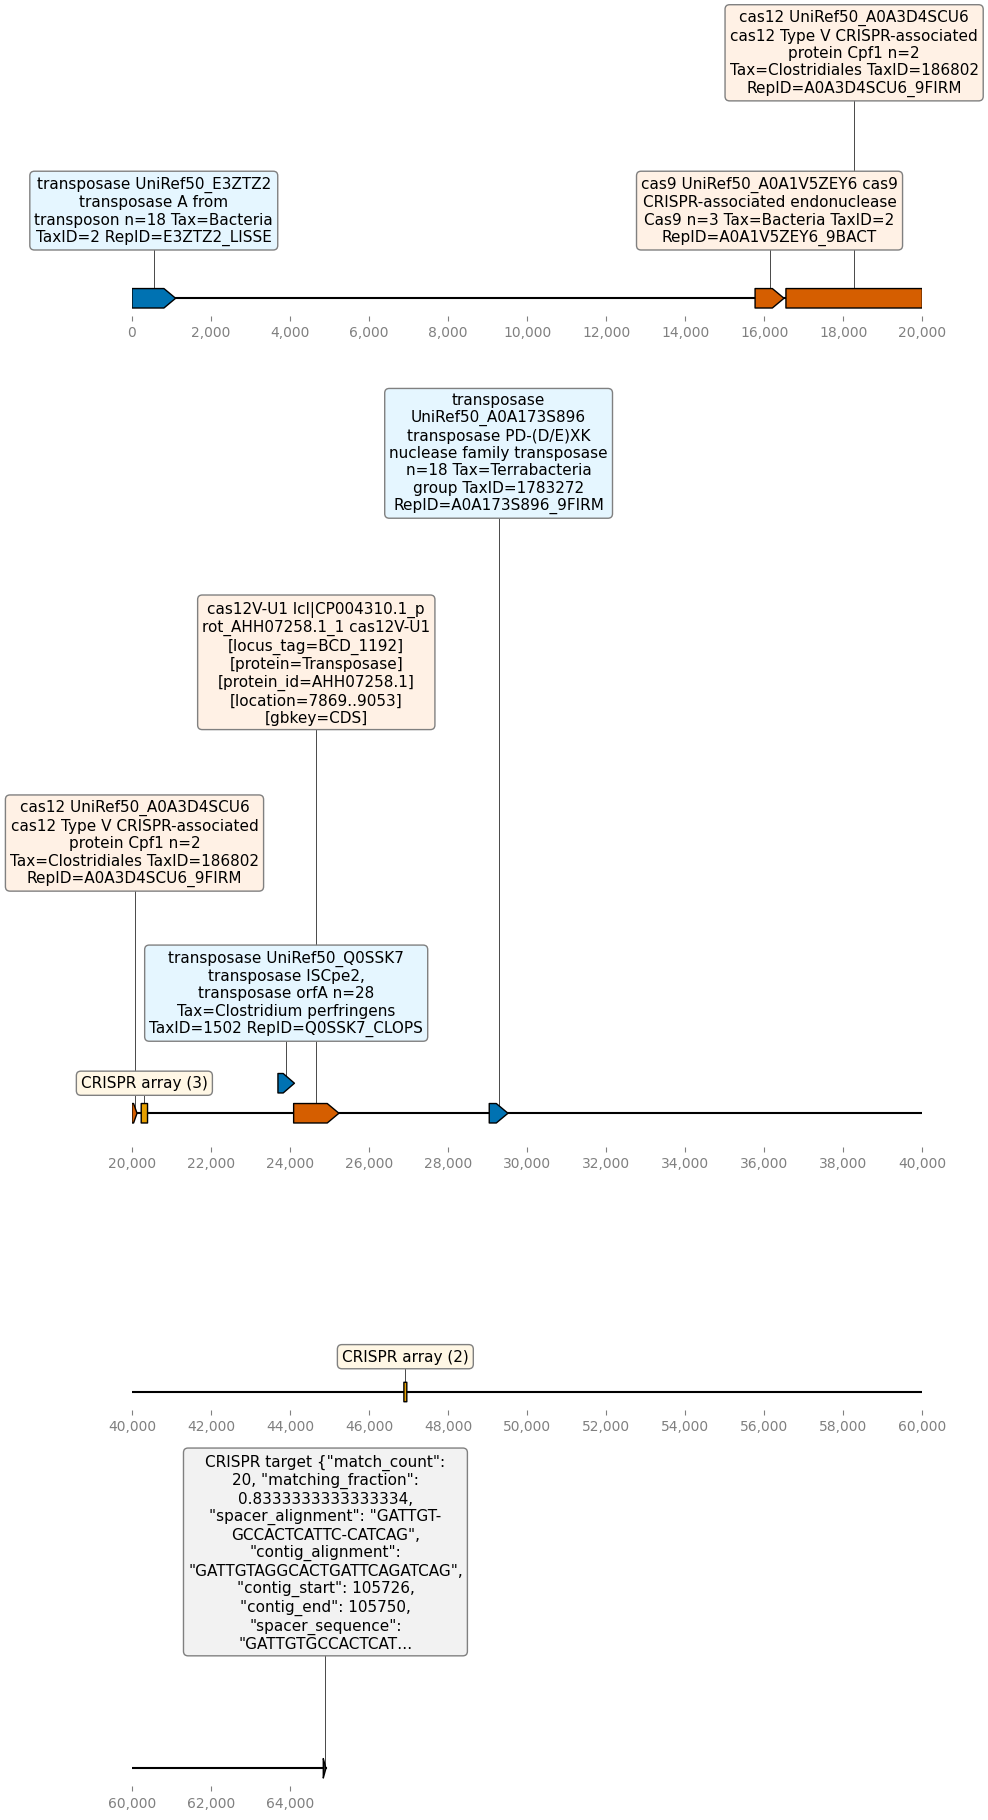 cas12 UniRef50_A0A3D4SCU6
cas12 Type V CRISPR-associated
protein Cpf1 n=2
Tax=Clostridiales TaxID=186802
RepID=A0A3D4SCU6_9FIRM
transposase UniRef50_E3ZTZ2
transposase A from
transposon n=18 Tax=Bacteria
TaxID=2 RepID=E3ZTZ2_LISSE
cas9 UniRef50_A0A1V5ZEY6 cas9
CRISPR-associated endonuclease
Cas9 n=3 Tax=Bacteria TaxID=2
RepID=A0A1V5ZEY6_9BACT
0 2,000 4,000 6,000 8,000 10,000 12,000 14,000 16,000 18,000 20,000
transposase
UniRef50_A0A173S896
transposase PD-(D/E)XK
nuclease family transposase
n=18 Tax=Terrabacteria
group TaxID=1783272
RepID=A0A173S896_9FIRM
cas12V-U1 lcl|CP004310.1_p
rot_AHH07258.1_1 cas12V-U1
[locus_tag=BCD_1192]
[protein=Transposase]
[protein_id=AHH07258.1]
[location=7869..9053]
[gbkey=CDS]
cas12 UniRef50_A0A3D4SCU6
cas12 Type V CRISPR-associated
protein Cpf1 n=2
Tax=Clostridiales TaxID=186802
RepID=A0A3D4SCU6_9FIRM
transposase UniRef50_Q0SSK7
transposase ISCpe2,
transposase orfA n=28
Tax=Clostridium perfringens
TaxID=1502 RepID=Q0SSK7_CLOPS
CRISPR array (3)
20,000 22,000 24,000 26,000 28,000 30,000 32,000 34,000 36,000 38,000 40,000
CRISPR array (2)
40,000 42,000 44,000 46,000 48,000 50,000 52,000 54,000 56,000 58,000 60,000
CRISPR target {"match_count":
20, "matching_fraction":
0.8333333333333334,
"spacer_alignment": "GATTGT-
GCCACTCATTC-CATCAG",
"contig_alignment":
"GATTGTAGGCACTGATTCAGATCAG",
"contig_start": 105726,
"contig_end": 105750,
"spacer_sequence":
"GATTGTGCCACTCAT...
60,000 62,000 64,000